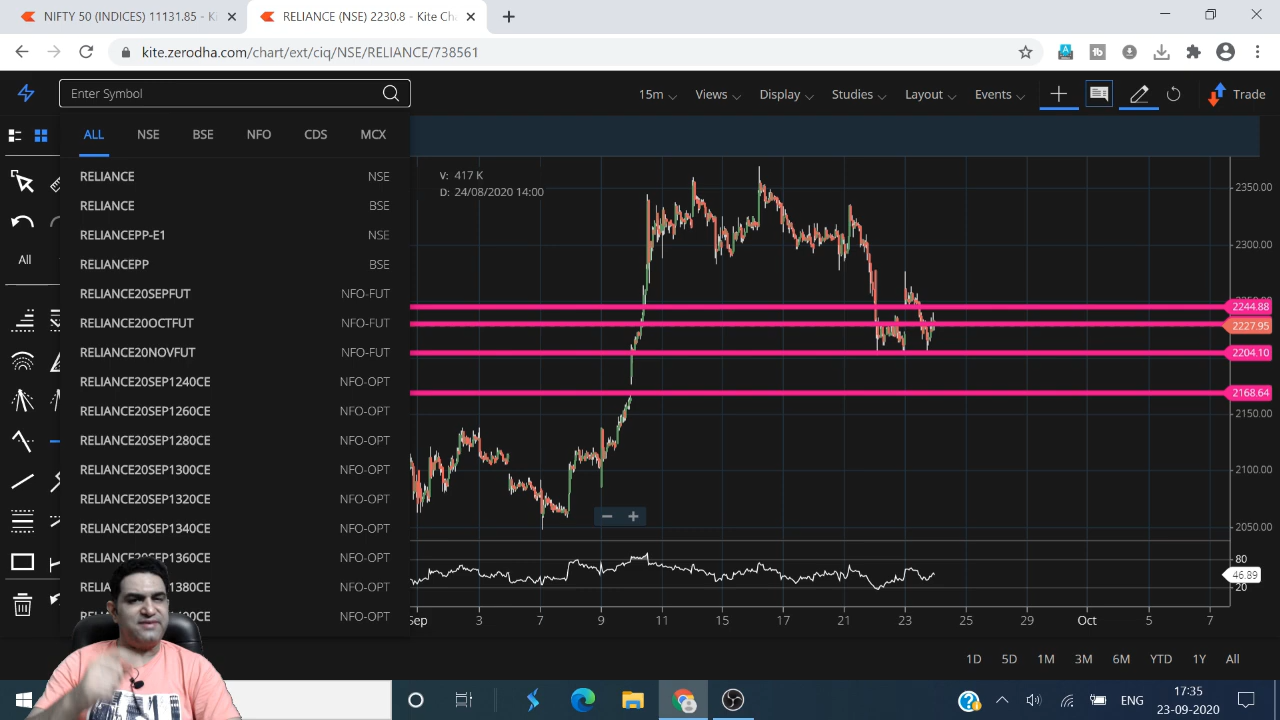 NIFTY 50 (INDICES) 11131.85 - Ki
RELIANCE (NSE) 2230.8 - Kite Cha
kite.zerodha.com/chart/ext/ciq/NSE/RELIANCE/738561
Enter Symbol
15m Views Display Studies Layout Events Trade
ALL NSE BSE NFO CDS MCX
RELIANCE NSE
RELIANCE BSE
RELIANCEPP-E1 NSE
RELIANCEPP BSE
RELIANCE20SEPFUT NFO-FUT
RELIANCE20OCTFUT NFO-FUT
RELIANCE20NOVFUT NFO-FUT
RELIANCE20SEP1240CE NFO-OPT
RELIANCE20SEP1260CE NFO-OPT
RELIANCE20SEP1280CE NFO-OPT
RELIANCE20SEP1300CE NFO-OPT
RELIANCE20SEP1320CE NFO-OPT
RELIANCE20SEP1340CE NFO-OPT
RELIANCE20SEP1360CE NFO-OPT
1380CE NFO-OPT
NFO-OPT
All
V: 417 K
D: 24/08/2020 14:00
2350.00
2300.00
2244.88
2227.95
2204.10
2168.64
2150.00
2100.00
2050.00
80
46.89
20
Sep 3 7 9 11 15 17 21 23 25 29 Oct 5 7
1D 5D 1M 3M 6M YTD 1Y All
ENG
17:35
23-09-2020